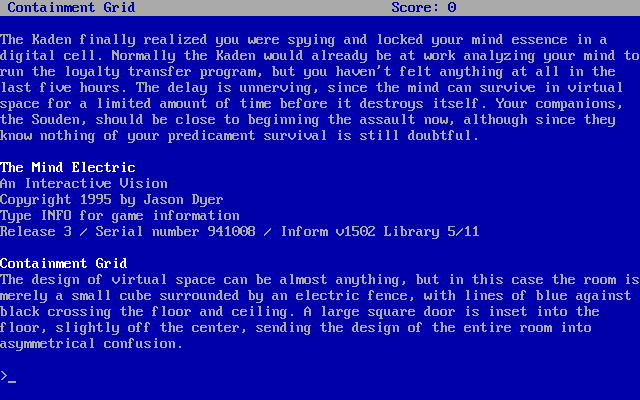 Containment Grid Score: 0
The Kaden finally realized you were spying and locked your mind essence in a
digital cell. Normally the Kaden would already be at work analyzing your mind to
run the loyalty transfer program, but you haven't felt anything at all in the
last five hours. The delay is unnerving, since the mind can survive in virtual
space for a limited amount of time before it destroys itself. Your companions,
the Souden, should be close to beginning the assault now, although since they
know nothing of your predicament survival is still doubtful.
The Mind Electric
An Interactive Vision
Copyright 1995 by Jason Dyer
Type INFO for game information
Release 3 / Serial number 941008 / Inform v1502 Library 5/11
Containment Grid
The design of virtual space can be almost anything, but in this case the room is
merely a small cube surrounded by an electric fence, with lines of blue against
black crossing the floor and ceiling. A large square door is inset into the
floor, slightly off the center, sending the design of the entire room into
asymmetrical confusion.
>_